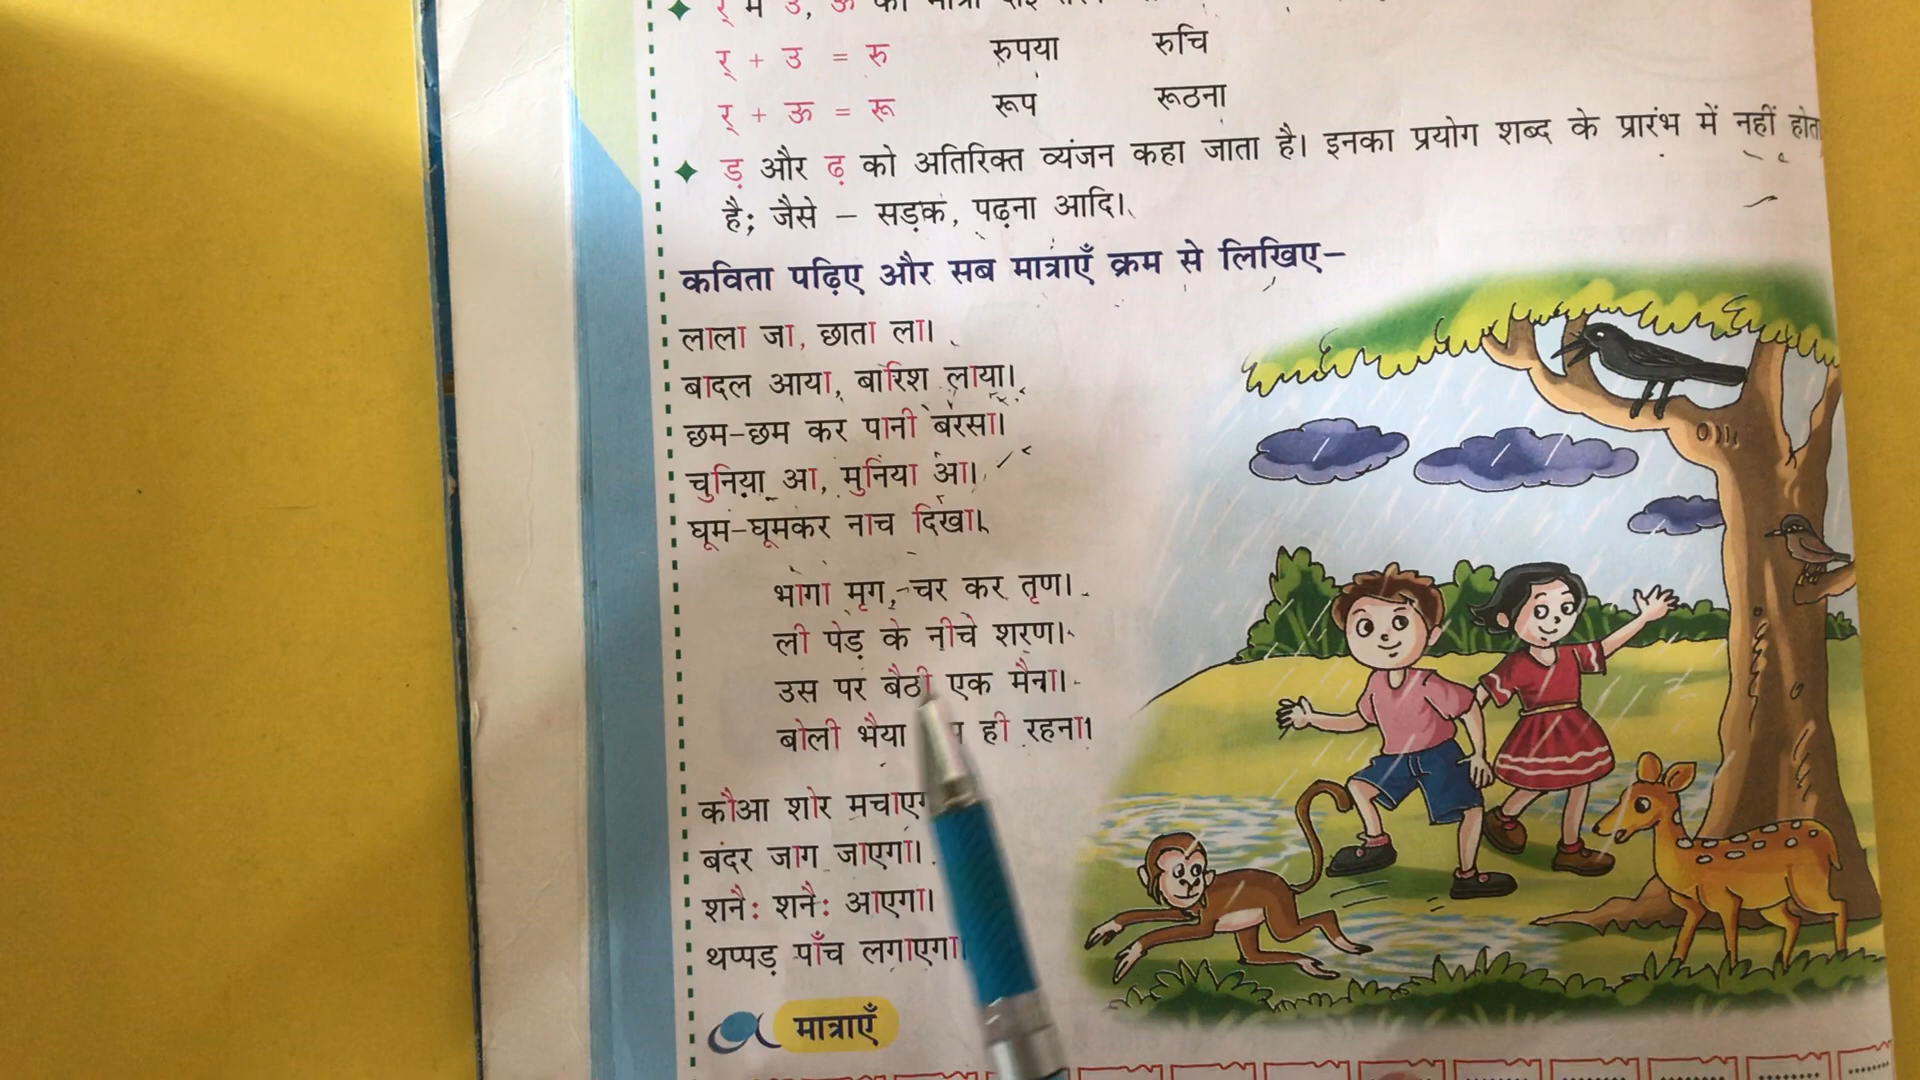 र् में उ, ऊ की मात्रा
र् + उ = रु रुपया रुचि
र् + ऊ = रू रूप रूठना
ड़ और ढ़ को अतिरिक्त व्यंजन कहा जाता है। इनका प्रयोग शब्द के प्रारंभ में नहीं होता
है; जैसे – सड़क, पढ़ना आदि।
कविता पढ़िए और सब मात्राएँ क्रम से लिखिए–
लाला जा, छाता ला।
बादल आया, बारिश लाया।
छम-छम कर पानी बरसा।
चुनिया आ, मुनिया आ।
घूम-घूमकर नाच दिखा।
भागा मृग, चर कर तृण।
ली पेड़ के नीचे शरण।
उस पर बैठी एक मैना।
बोली भैया ही रहना।
कौआ शोर
बंदर जाग जाएगा।
शनै: शनै: आएगा।
थप्पड़ पाँच लगाएगा।
मात्राएँ